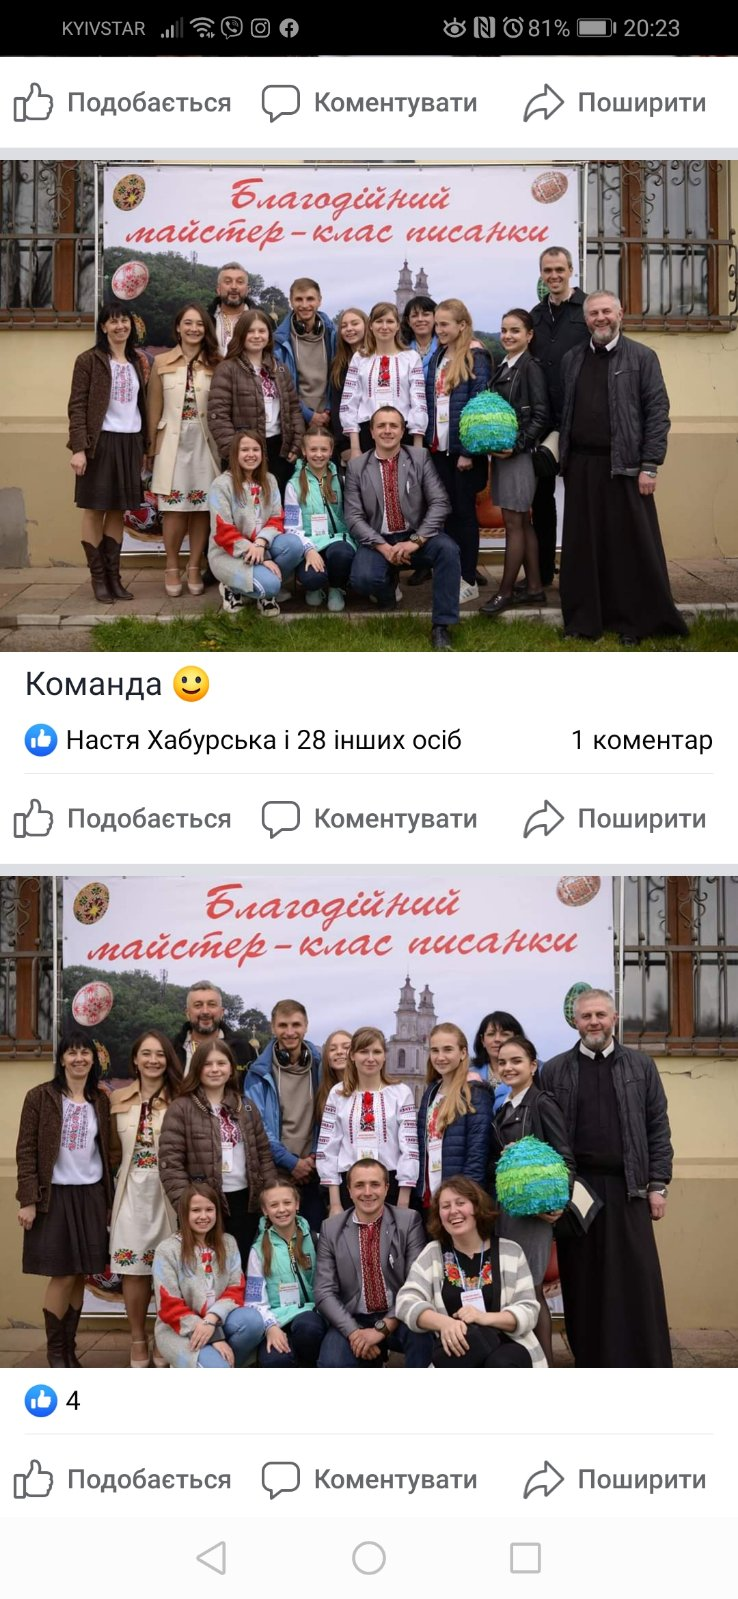 KYIVSTAR 81% 20:23
Подобається Коментувати Поширити
Благодійний
майстер-клас писанки
Команда 🙂
Настя Хабурська і 28 інших осіб 1 коментар
Подобається Коментувати Поширити
Благодійний
майстер-клас писанки
4
Подобається Коментувати Поширити